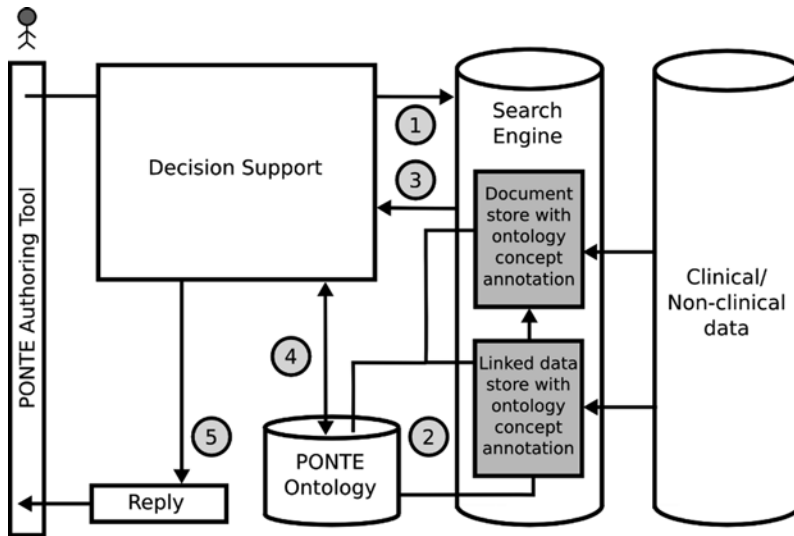 PONTE Authoring Tool
Decision Support
1
3
Search
Engine
Document
store with
ontology
concept
annotation
Linked data
store with
ontology
concept
annotation
Clinical/
Non-clinical
data
4
2
5
PONTE
Ontology
Reply